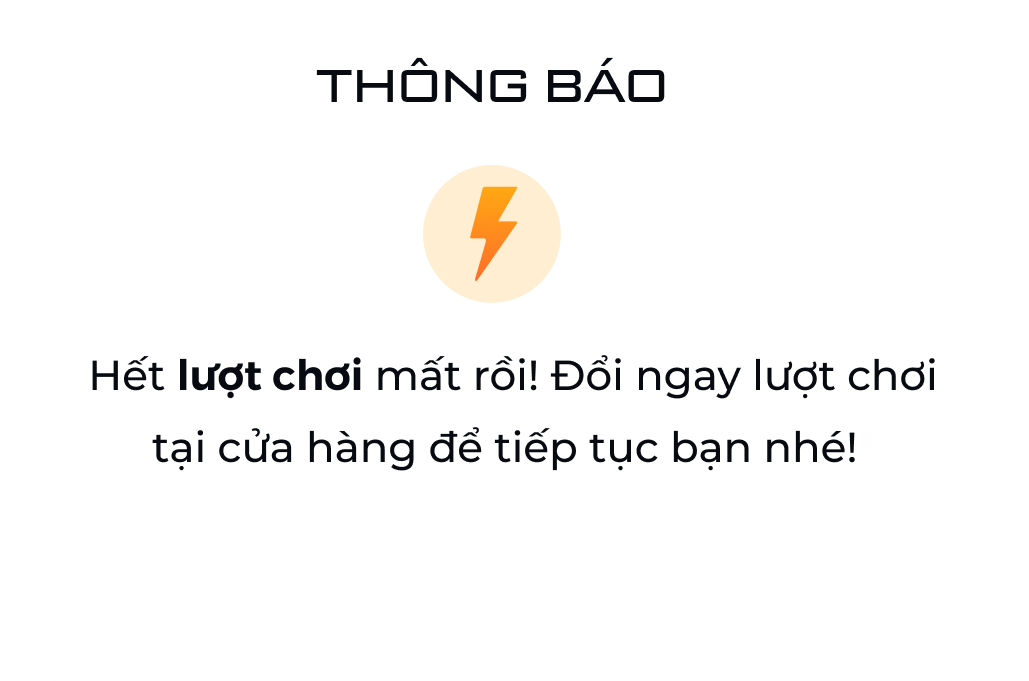 THÔNG BÁO
Hết lượt chơi mất rồi! Đổi ngay lượt chơi
tại cửa hàng để tiếp tục bạn nhé!